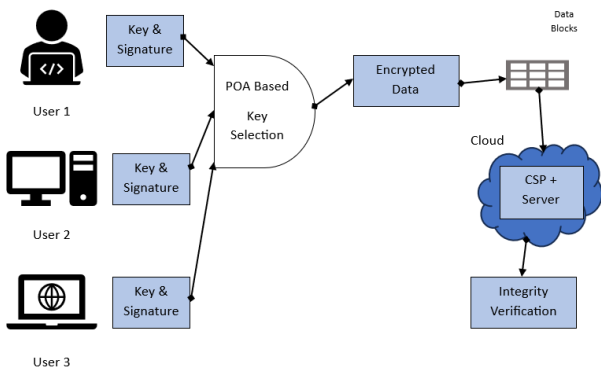 Key &
Signature
User 1
POA Based
Key
Selection
Encrypted
Data
Data
Blocks
Key &
Signature
User 2
Cloud
CSP +
Server
Key &
Signature
User 3
Integrity
Verification